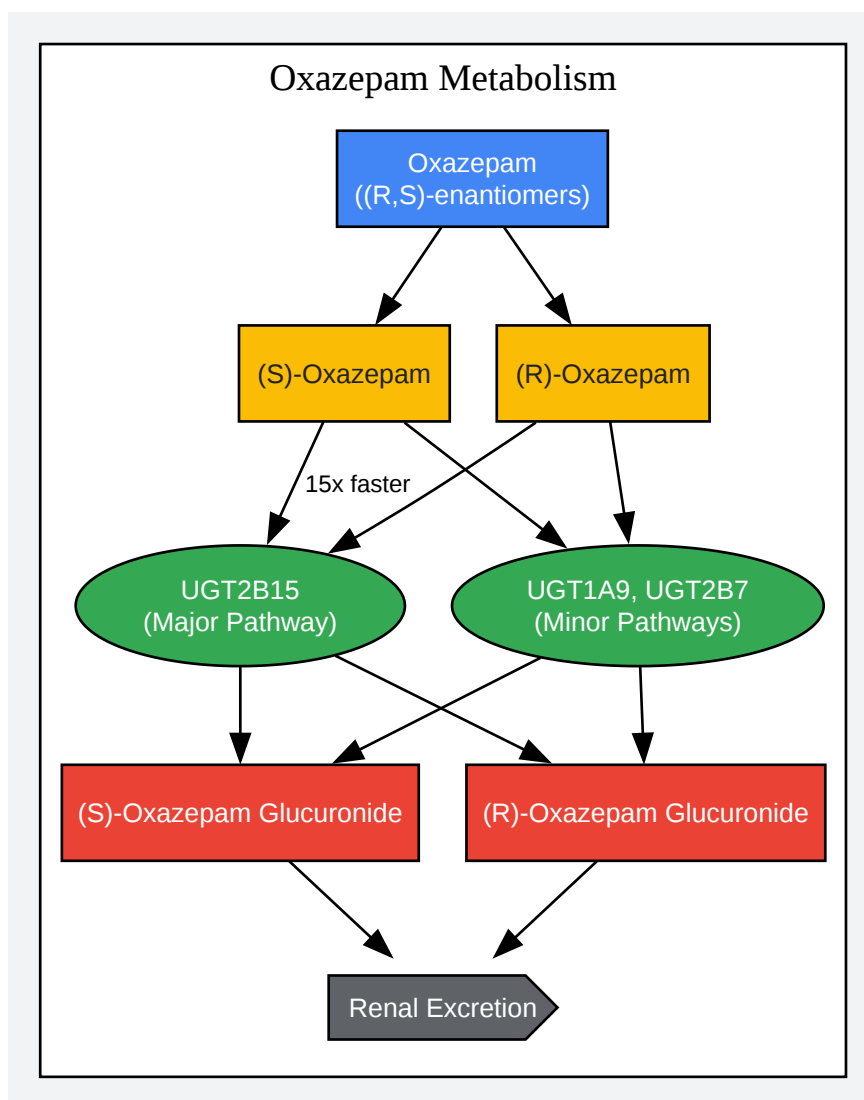 Oxazepam Metabolism
Oxazepam
((R,S)-enantiomers)
(S)-Oxazepam
(R)-Oxazepam
15x faster
UGT2B15
(Major Pathway)
UGT1A9, UGT2B7
(Minor Pathways)
(S)-Oxazepam Glucuronide
(R)-Oxazepam Glucuronide
Renal Excretion